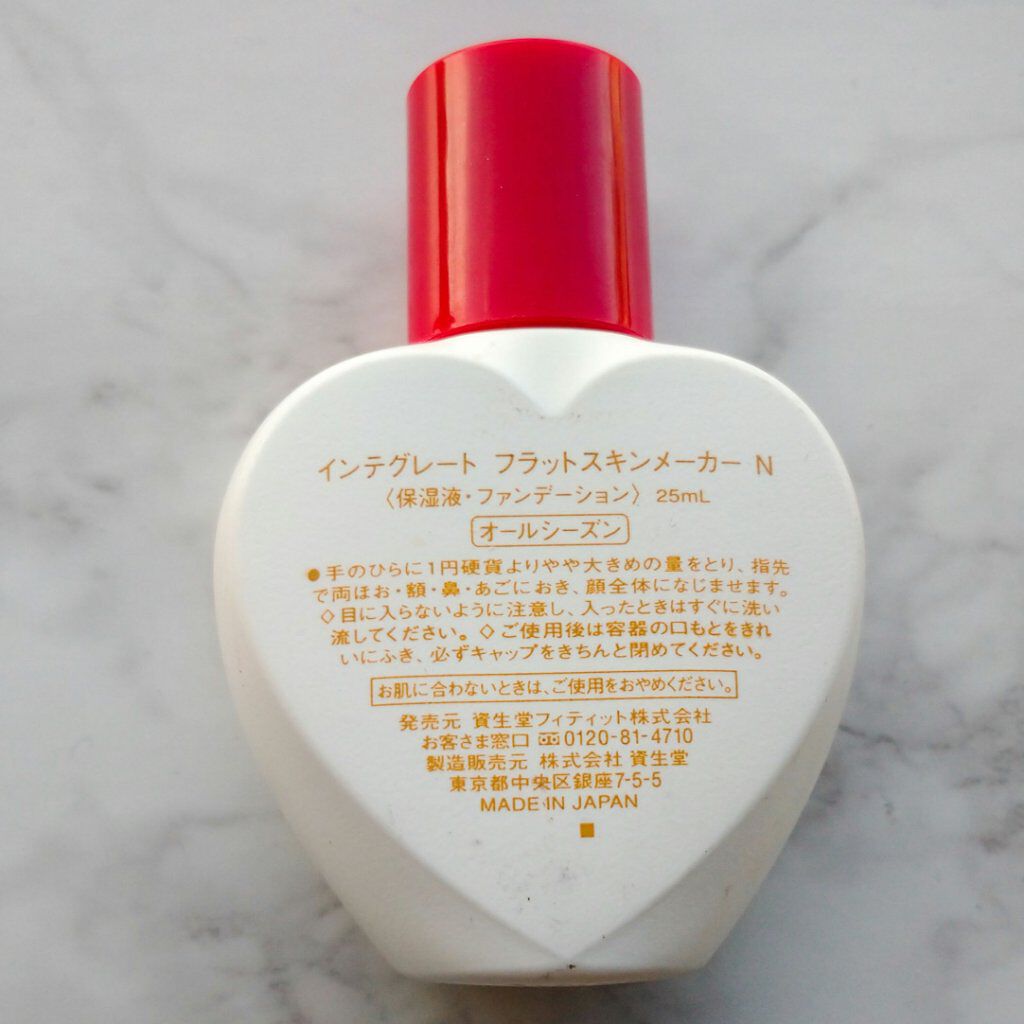 インテグレート フラットスキンメーカー N
〈保湿液・ファンデーション〉 25mL
オールシーズン
●手のひらに1円硬貨よりやや大きめの量をとり、指先
で両ほお・額・鼻・あごにおき、顔全体になじませます。
◇目に入らないように注意し、入ったときはすぐに洗い
流してください。◇ご使用後は容器の口もとをきれ
いにふき、必ずキャップをきちんと閉めてください。
お肌に合わないときは、ご使用をおやめください。
発売元 資生堂フィティット株式会社
お客さま窓口 0120-81-4710
製造販売元 株式会社 資生堂
東京都中央区銀座7-5-5
MADE IN JAPAN